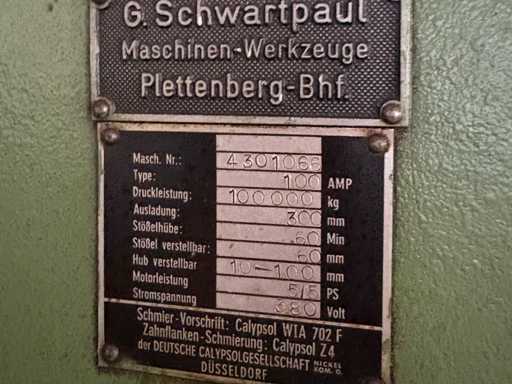 G. Schwartpaul
Maschinen-Werkzeuge
Plettenberg-Bhf.
Masch. Nr.: 4301066
Type: 100 AMP
Druckleistung: 100000 kg
Ausladung: 300 mm
Stößelhübe: 60 Min
Stößel verstellbar: 60 mm
Hub verstellbar 10-100 mm
Motorleistung 5/5 PS
Stromspannung 380 Volt
Schmier-Vorschrift: Calypsol WIA 702 F
Zahnflanken-Schmierung: Calypsol Z4
der DEUTSCHE CALYPSOLGESELLSCHAFT NICKEL KOM. G.
DÜSSELDORF